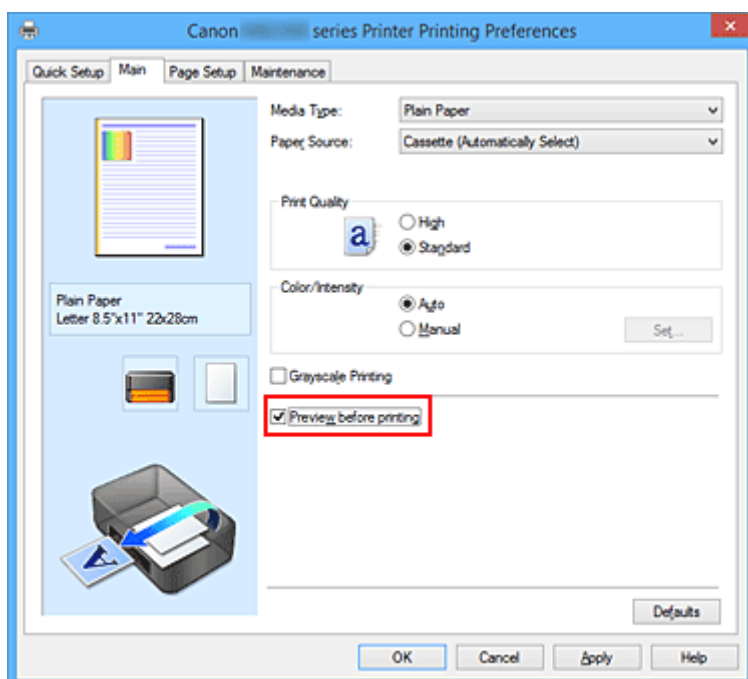 Canon series Printer Printing Preferences
Quick Setup Main Page Setup Maintenance
Media Type: Plain Paper
Paper Source: Cassette (Automatically Select)
Print Quality
a
High
Standard
Plain Paper
Letter 8.5"x11" 22x28cm
Color/Intensity
Auto
Manual
Set...
Grayscale Printing
Preview before printing
A
Defaults
OK Cancel Apply Help